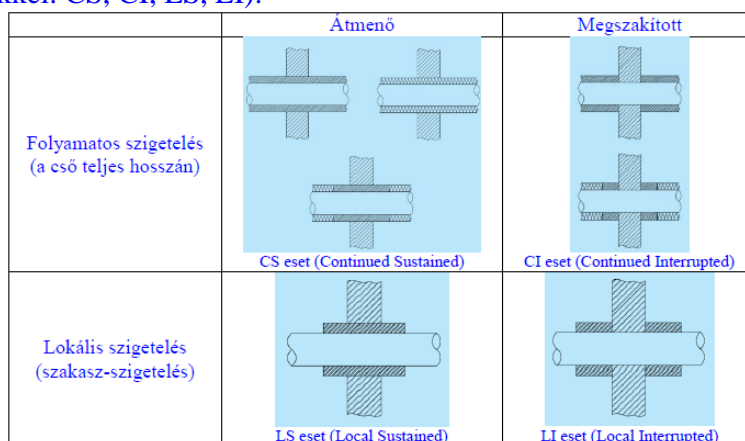 CS, CI, LS, LI).
Átmenő
Megszakított
Folyamatos szigetelés
(a cső teljes hosszán)
CS eset (Continued Sustained)
CI eset (Continued Interrupted)
Lokális szigetelés
(szakasz-szigetelés)
LS eset (Local Sustained)
LI eset (Local Interrupted)